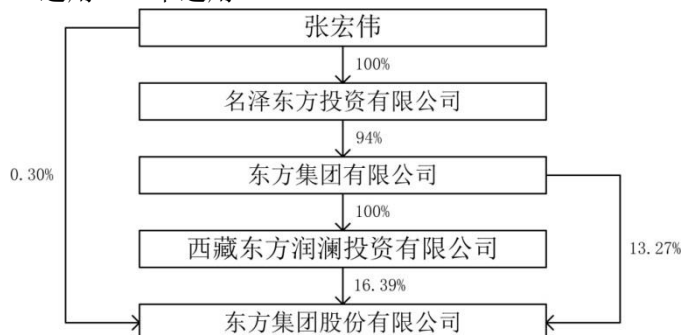 张宏伟
100%
名泽东方投资有限公司
94%
0.30%
东方集团有限公司
100%
西藏东方润澜投资有限公司
13.27%
16.39%
东方集团股份有限公司